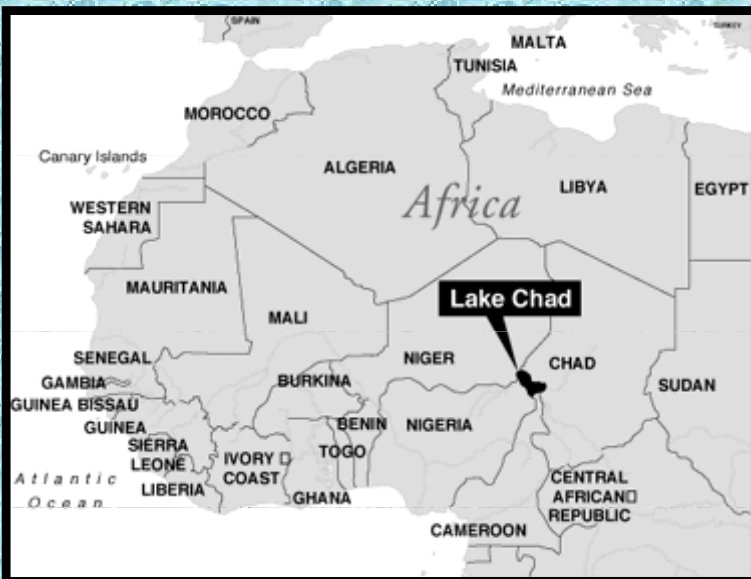 SPAIN
TURKEY
MALTA
TUNISIA
Mediterranean Sea
MOROCCO
Canary Islands
ALGERIA
LIBYA
EGYPT
Africa
WESTERN
SAHARA
MAURITANIA
MALI
Lake Chad
NIGER
CHAD
SUDAN
SENEGAL
GAMBIA
GUINEA BISSAU
GUINEA
SIERRA
LEONE
LIBERIA
BURKINA
BENIN
NIGERIA
TOGO
IVORY
COAST
GHANA
Atlantic
Ocean
CENTRAL
AFRICAN
REPUBLIC
CAMEROON